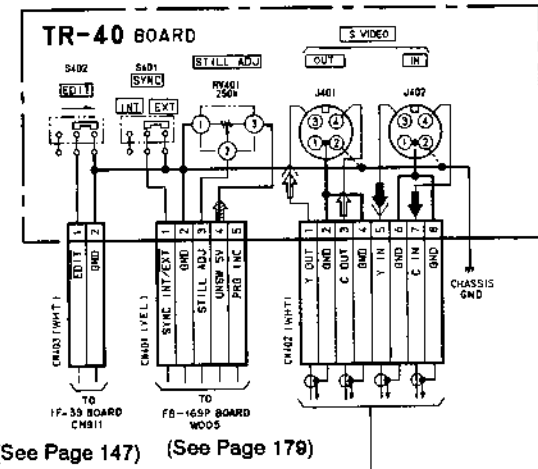 TR-40 BOARD
S VIDEO
S402
EDIT
S401
SYNC
INT EXT
STILL ADJ
RV401
250k
OUT
J401
IN
J402
1 3
2
3 4
1 2
3 4
1 2
1 2
1 2 3 4 5
1 2 3 4 5 6 7 8
EDIT
GND
SYNC INT/EXT
GND
STILL ADJ
UNSW 5V
PRG INC
Y OUT
GND
C OUT
GND
Y IN
GND
C IN
GND
CN403 (WHT)
CN401 (YEL)
CN402 (WHT)
CHASSIS
GND
TO
IF-39 BOARD
CN911
TO
FB-169P BOARD
W005
(See Page 147)
(See Page 179)